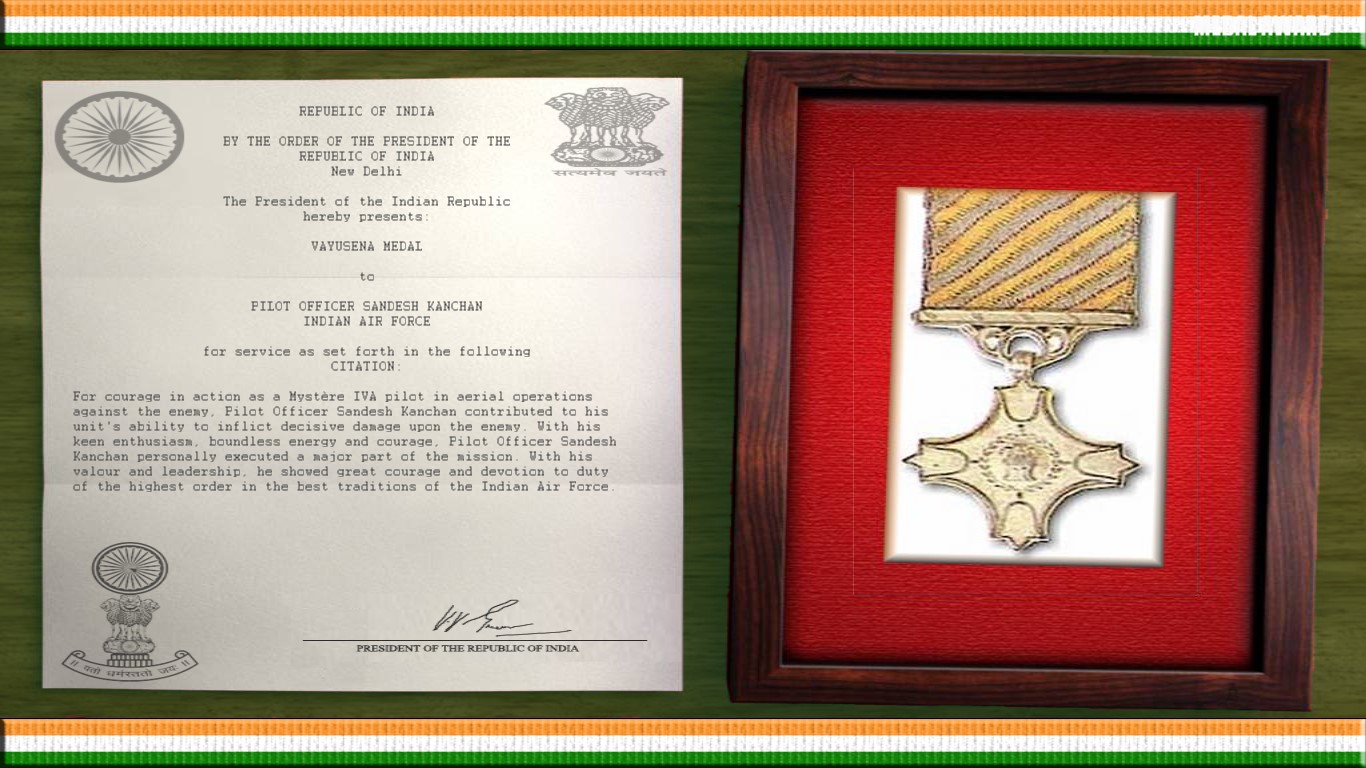 REPUBLIC OF INDIA
BY THE ORDER OF THE PRESIDENT OF THE
REPUBLIC OF INDIA
New Delhi
सत्यमेव जयते
The President of the Indian Republic
hereby presents:
VAYUSENA MEDAL
to
PILOT OFFICER SANDESH KANCHAN
INDIAN AIR FORCE
for service as set forth in the following
CITATION:
For courage in action as a Mystère IVA pilot in aerial operations
against the enemy, Pilot Officer Sandesh Kanchan contributed to his
unit's ability to inflict decisive damage upon the enemy. With his
keen enthusiasm, boundless energy and courage, Pilot Officer Sandesh
Kanchan personally executed a major part of the mission. With his
valour and leadership, he showed great courage and devotion to duty
of the highest order in the best traditions of the Indian Air Force.
PRESIDENT OF THE REPUBLIC OF INDIA